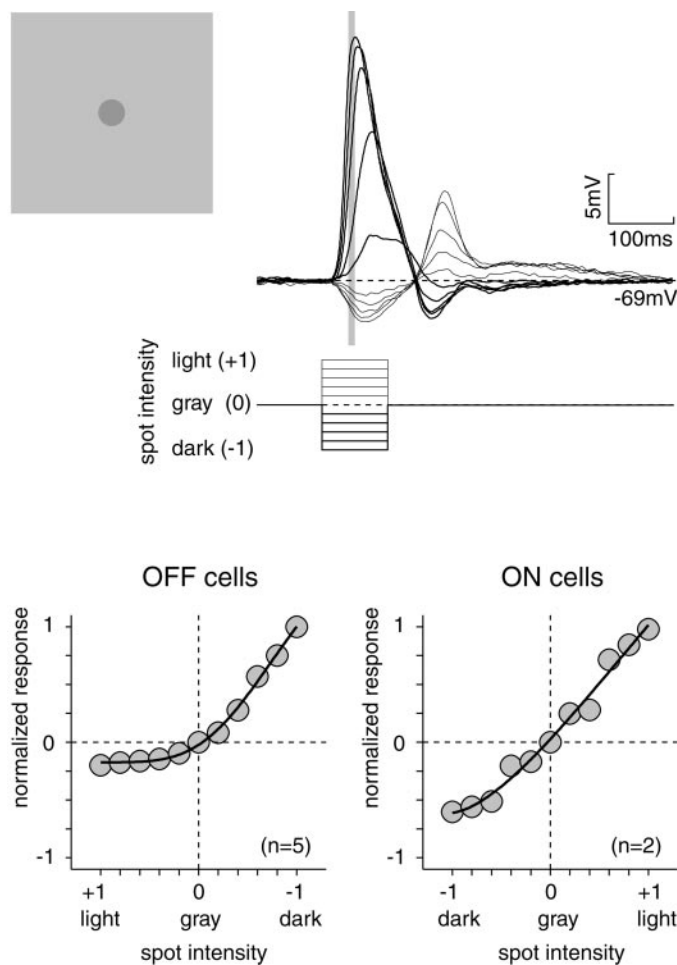 5mV
100ms
-69mV
spot intensity
light (+1)
gray (0)
dark (-1)
OFF cells
ON cells
normalized response
1
0
-1
(n=5)
+1
0
-1
light
gray
dark
spot intensity
normalized response
1
0
-1
(n=2)
-1
0
+1
dark
gray
light
spot intensity